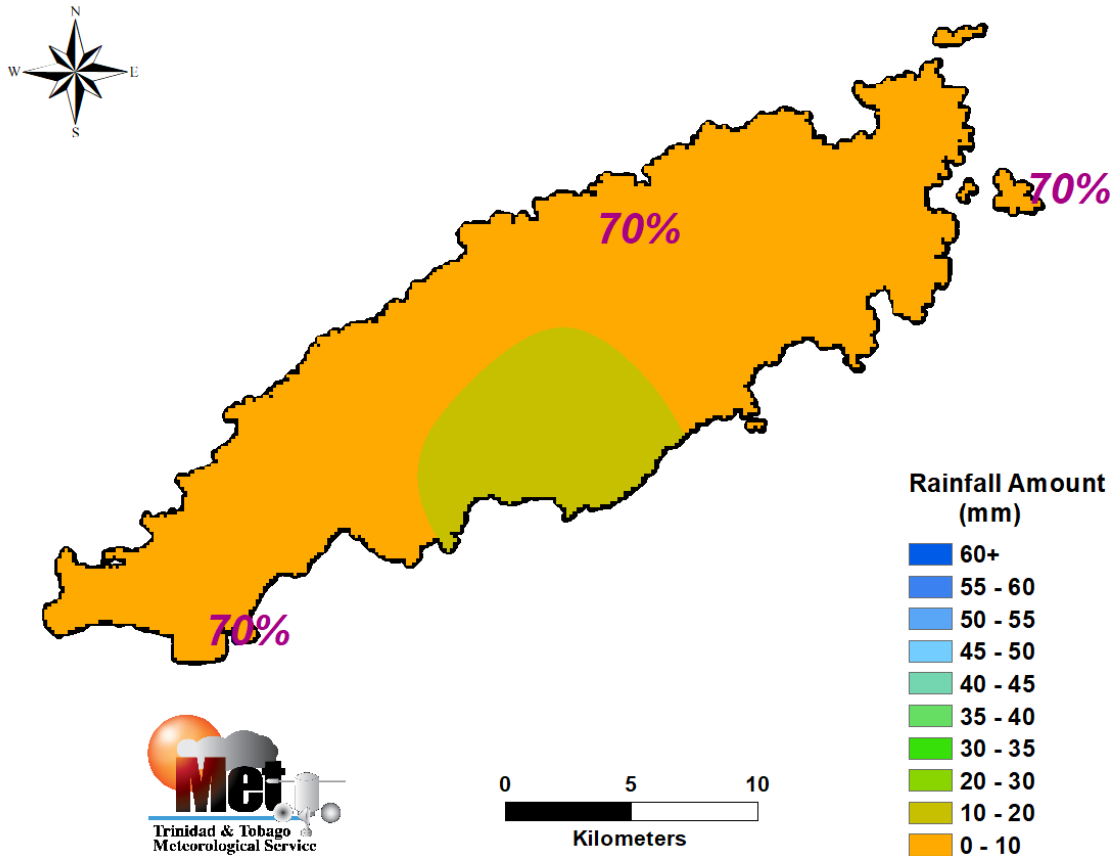 N
W E
S
70%
70%
70%
Rainfall Amount
(mm)
60+
55 - 60
50 - 55
45 - 50
40 - 45
35 - 40
30 - 35
20 - 30
10 - 20
0 - 10
Met
Trinidad & Tobago
Meteorological Service
0 5 10
Kilometers